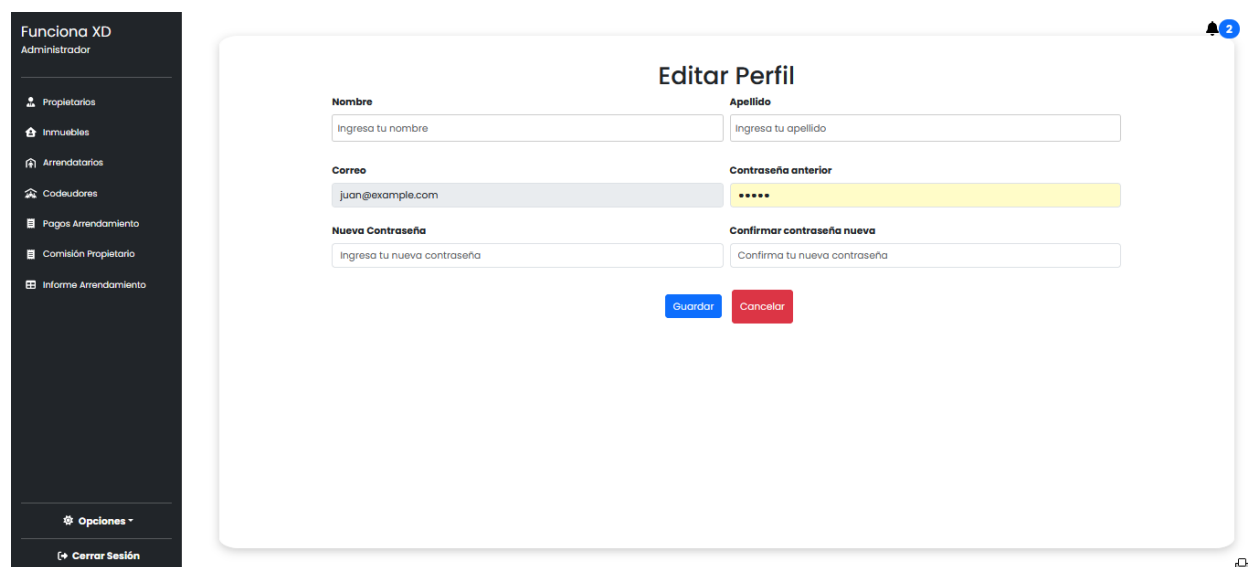 Funciona XD
Administrador
Propietarios
Inmuebles
Arrendatarios
Codeudores
Pagos Arrendamiento
Comisión Propietario
Informe Arrendamiento
Opciones
Cerrar Sesión
2
Editar Perfil
Nombre
Ingresa tu nombre
Apellido
Ingresa tu apellido
Correo
juan@example.com
Contraseña anterior
•••••
Nueva Contraseña
Ingresa tu nueva contraseña
Confirmar contraseña nueva
Confirma tu nueva contraseña
Guardar
Cancelar